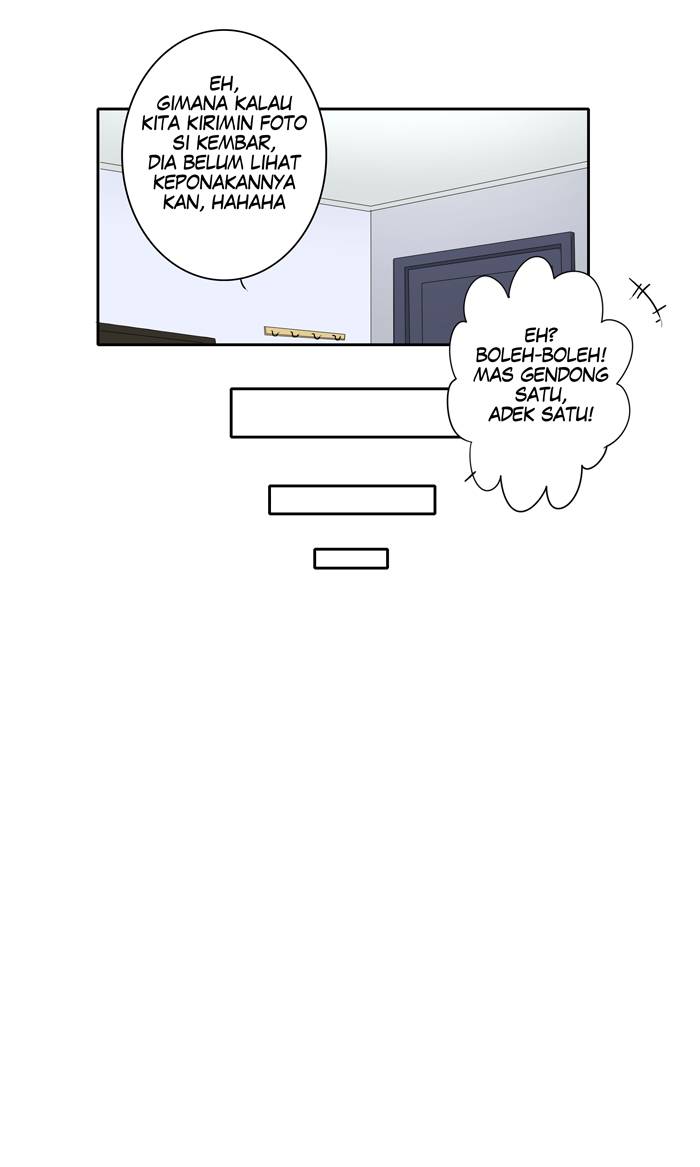 EH,
GIMANA KALAU
KITA KIRIMIN FOTO
SI KEMBAR,
DIA BELUM LIHAT
KEPONAKANNYA
KAN, HAHAHA
EH?
BOLEH-BOLEH!
MAS GENDONG
SATU,
ADEK SATU!